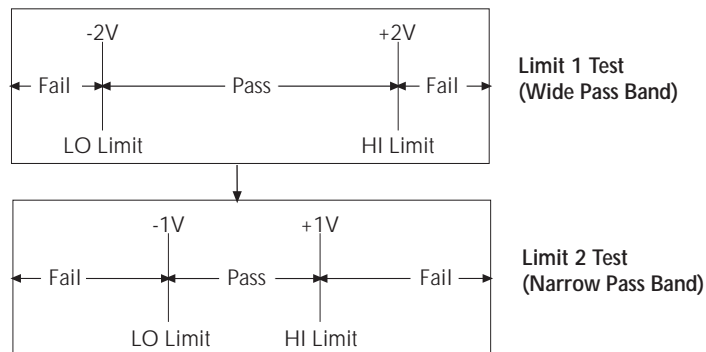 -2V +2V
Fail Pass Fail
LO Limit HI Limit
Limit 1 Test
(Wide Pass Band)
-1V +1V
Fail Pass Fail
LO Limit HI Limit
Limit 2 Test
(Narrow Pass Band)